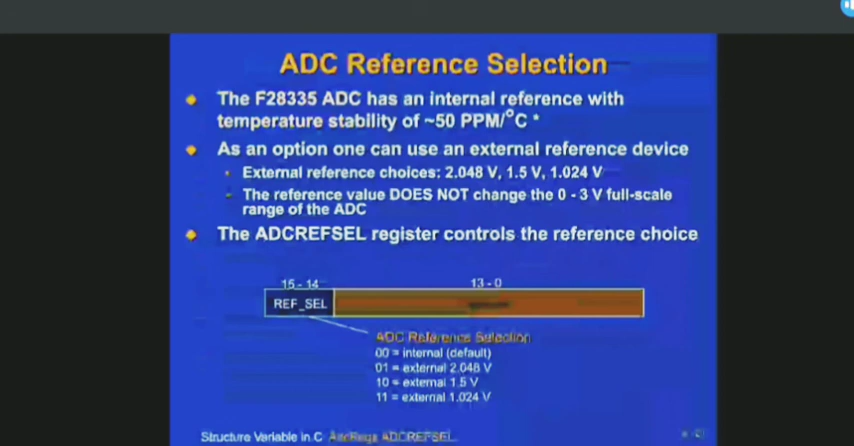 ADC Reference Selection
The F28335 ADC has an internal reference with
temperature stability of ~50 PPM/°C *
As an option one can use an external reference device
External reference choices: 2.048 V, 1.5 V, 1.024 V
The reference value DOES NOT change the 0 - 3 V full-scale
range of the ADC
The ADCREFSEL register controls the reference choice
15 - 14 13 - 0
REF_SEL
ADC Reference Selection
00 = internal (default)
01 = external 2.048 V
10 = external 1.5 V
11 = external 1.024 V
Structure Variable in C AdcRegs ADCREFSEL